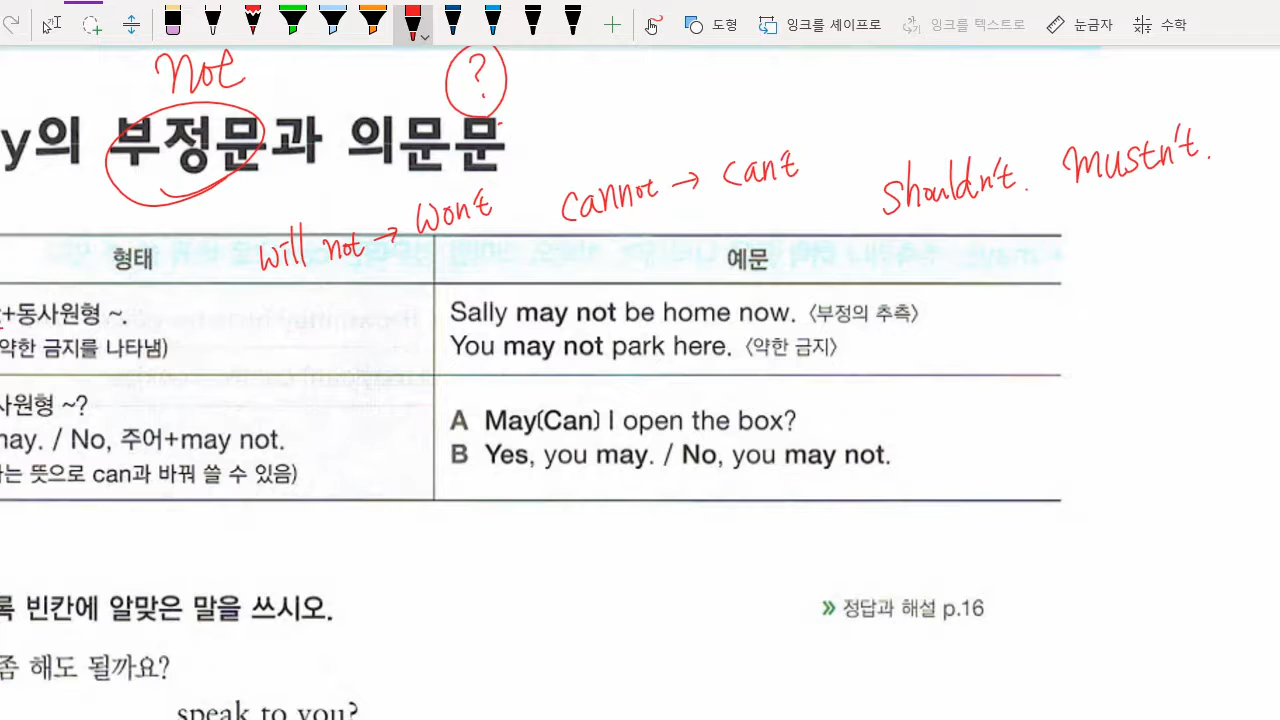 도형 잉크를 셰이프로 잉크를 텍스트로 눈금자 수학
not ?
y의 부정문과 의문문
will not → won't cannot → can't shouldn't. mustn't.
형태 예문
+동사원형 ~. Sally may not be home now. 〈부정의 추측〉
약한 금지를 나타냄) You may not park here. 〈약한 금지〉
사원형 ~? A May(Can) I open the box?
may. / No, 주어+may not. B Yes, you may. / No, you may not.
하는 뜻으로 can과 바꿔 쓸 수 있음)
록 빈칸에 알맞은 말을 쓰시오. 정답과 해설 p.16
좀 해도 될까요?
speak to you?